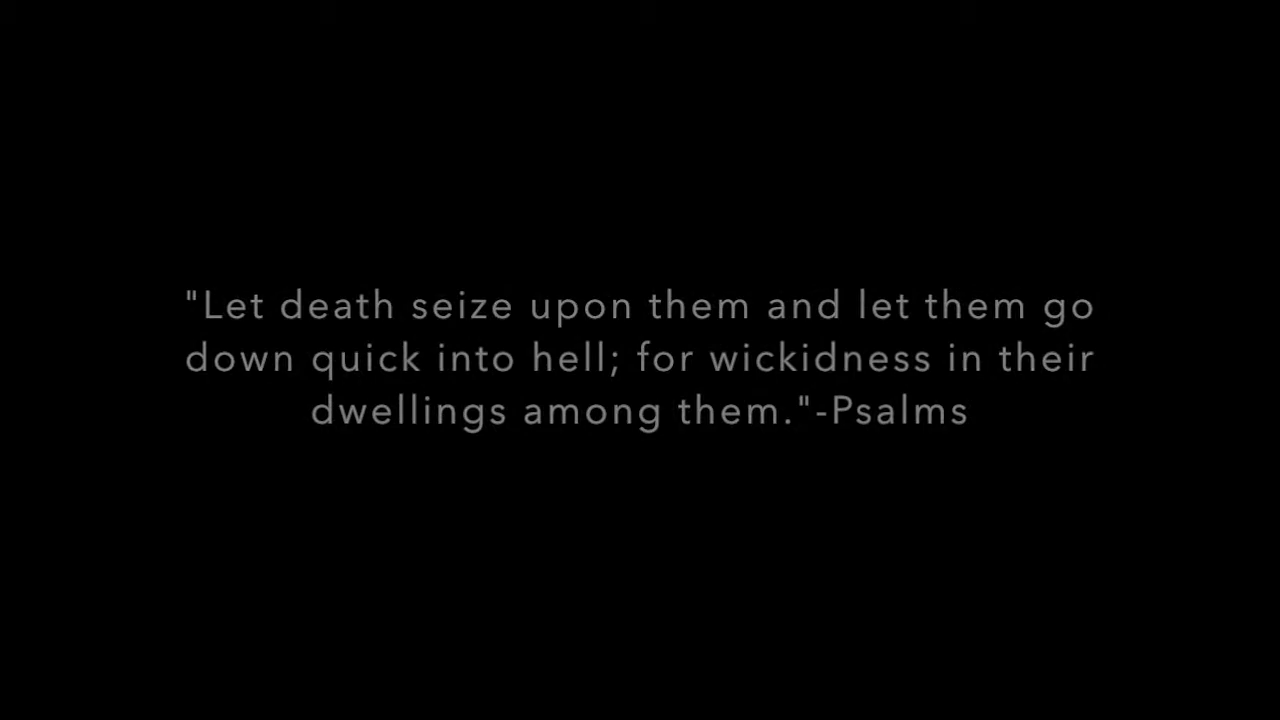 "Let death seize upon them and let them go
down quick into hell; for wickidness in their
dwellings among them."-Psalms